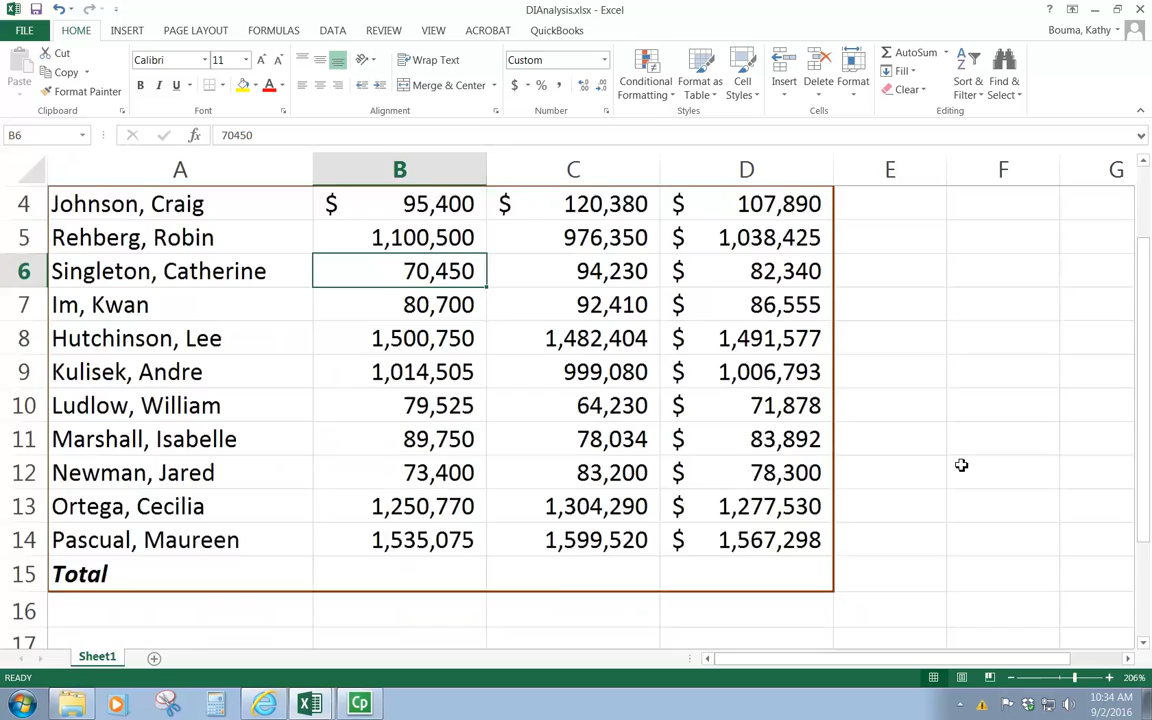 DIAnalysis.xlsx - Excel
FILE HOME INSERT PAGE LAYOUT FORMULAS DATA REVIEW VIEW ACROBAT QuickBooks Bouma, Kathy
Cut
Copy
Format Painter
Paste
Clipboard
Calibri 11
B I U
Font
Wrap Text
Merge & Center
Alignment
Custom
$ % ,
Number
Conditional Formatting
Format as Table
Cell Styles
Styles
Insert Delete Format
Cells
AutoSum
Fill
Clear
Sort & Filter
Find & Select
Editing
B6 fx 70450
A B C D E F G
4 Johnson, Craig $ 95,400 $ 120,380 $ 107,890
5 Rehberg, Robin 1,100,500 976,350 $ 1,038,425
6 Singleton, Catherine 70,450 94,230 $ 82,340
7 Im, Kwan 80,700 92,410 $ 86,555
8 Hutchinson, Lee 1,500,750 1,482,404 $ 1,491,577
9 Kulisek, Andre 1,014,505 999,080 $ 1,006,793
10 Ludlow, William 79,525 64,230 $ 71,878
11 Marshall, Isabelle 89,750 78,034 $ 83,892
12 Newman, Jared 73,400 83,200 $ 78,300
13 Ortega, Cecilia 1,250,770 1,304,290 $ 1,277,530
14 Pascual, Maureen 1,535,075 1,599,520 $ 1,567,298
15 Total
16
17
Sheet1
READY 206%
Cp
10:34 AM
9/2/2016